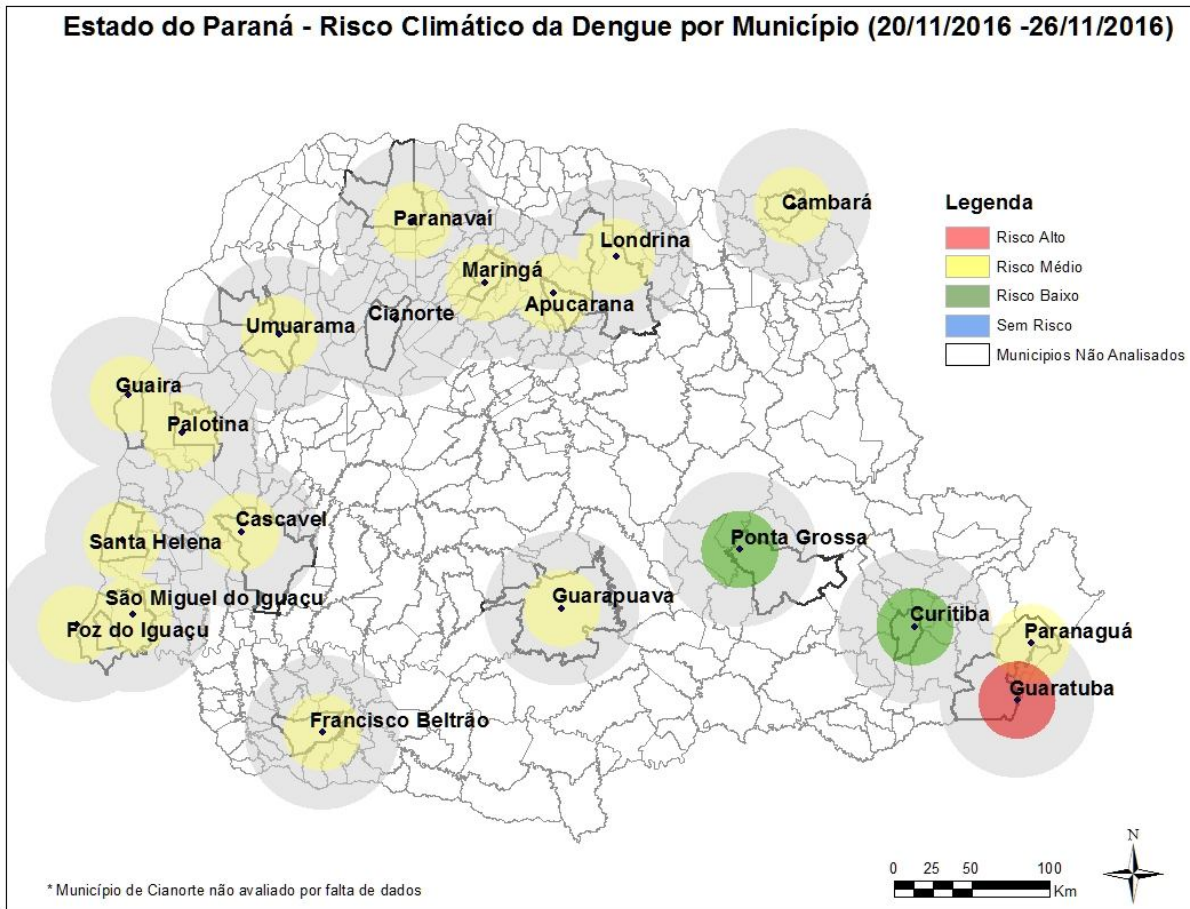 Estado do Paraná - Risco Climático da Dengue por Município (20/11/2016 -26/11/2016)
Cambará
Paranavaí
Londrina
Maringá
Apucarana
Cianorte
Umuarama
Guaira
Palotina
Cascavel
Santa Helena
São Miguel do Iguaçu
Foz do Iguaçu
Francisco Beltrão
Guarapuava
Ponta Grossa
Curitiba
Paranaguá
Guaratuba
Legenda
Risco Alto
Risco Médio
Risco Baixo
Sem Risco
Municipios Não Analisados
* Município de Cianorte não avaliado por falta de dados
0 25 50 100
Km
N